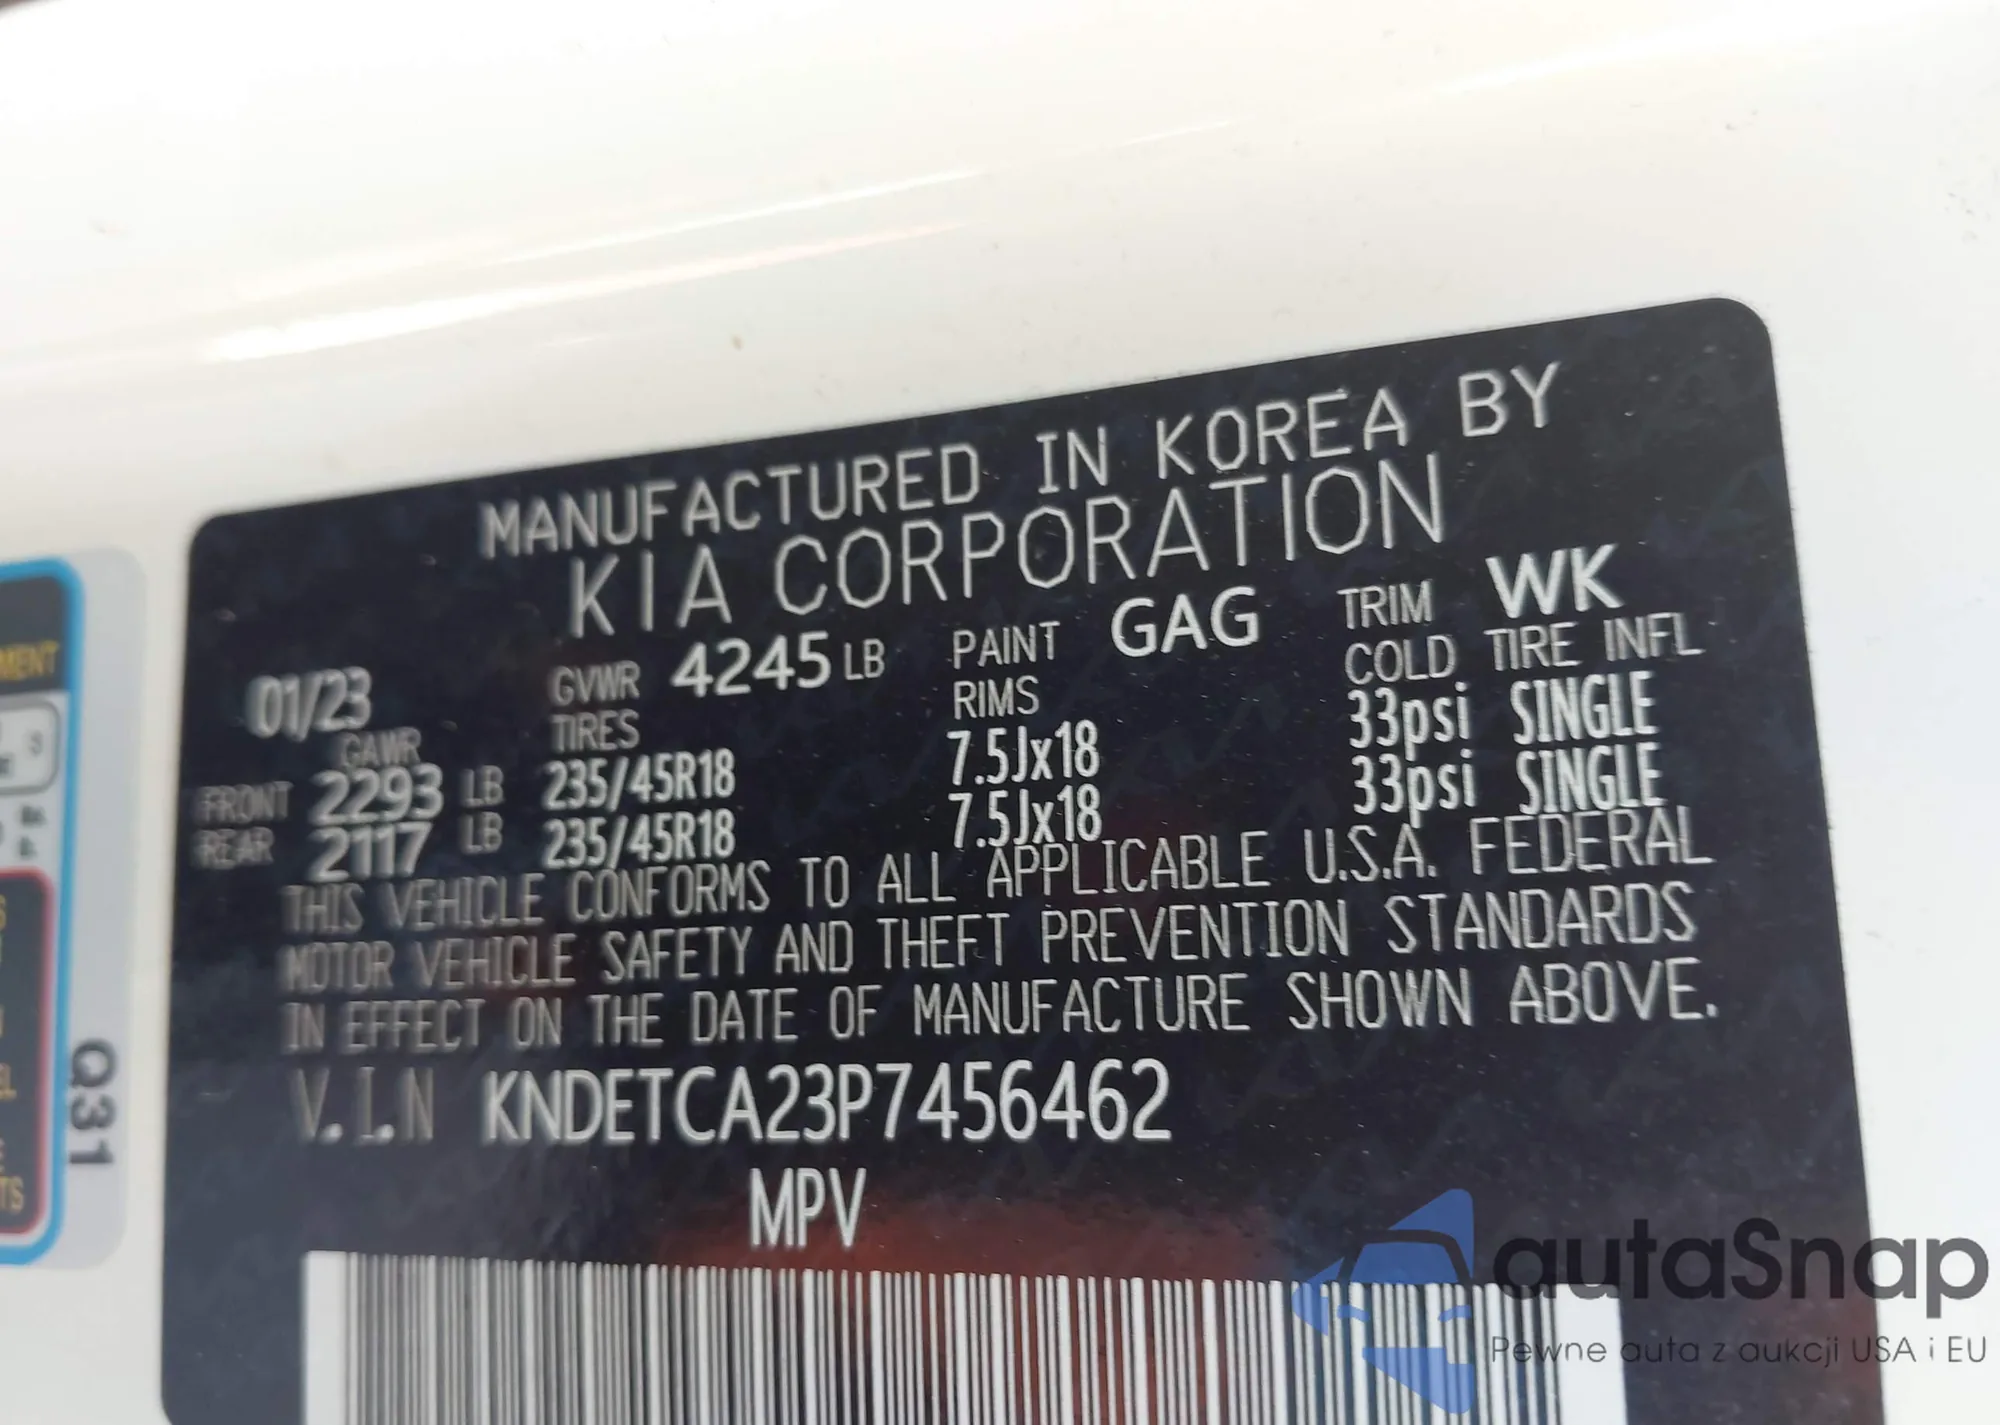 MANUFACTURED IN KOREA BY
KIA CORPORATION
01/23 GVWR 4245 LB PAINT GAG TRIM WK
GAWR TIRES RIMS COLD TIRE INFL
FRONT 2293 LB 235/45R18 7.5Jx18 33psi SINGLE
REAR 2117 LB 235/45R18 7.5Jx18 33psi SINGLE
THIS VEHICLE CONFORMS TO ALL APPLICABLE U.S.A. FEDERAL
MOTOR VEHICLE SAFETY AND THEFT PREVENTION STANDARDS
IN EFFECT ON THE DATE OF MANUFACTURE SHOWN ABOVE.
V.I.N KNDETCA23P7456462
MPV
Q31
autaSnap
Pewne auta z aukcji USA i EU